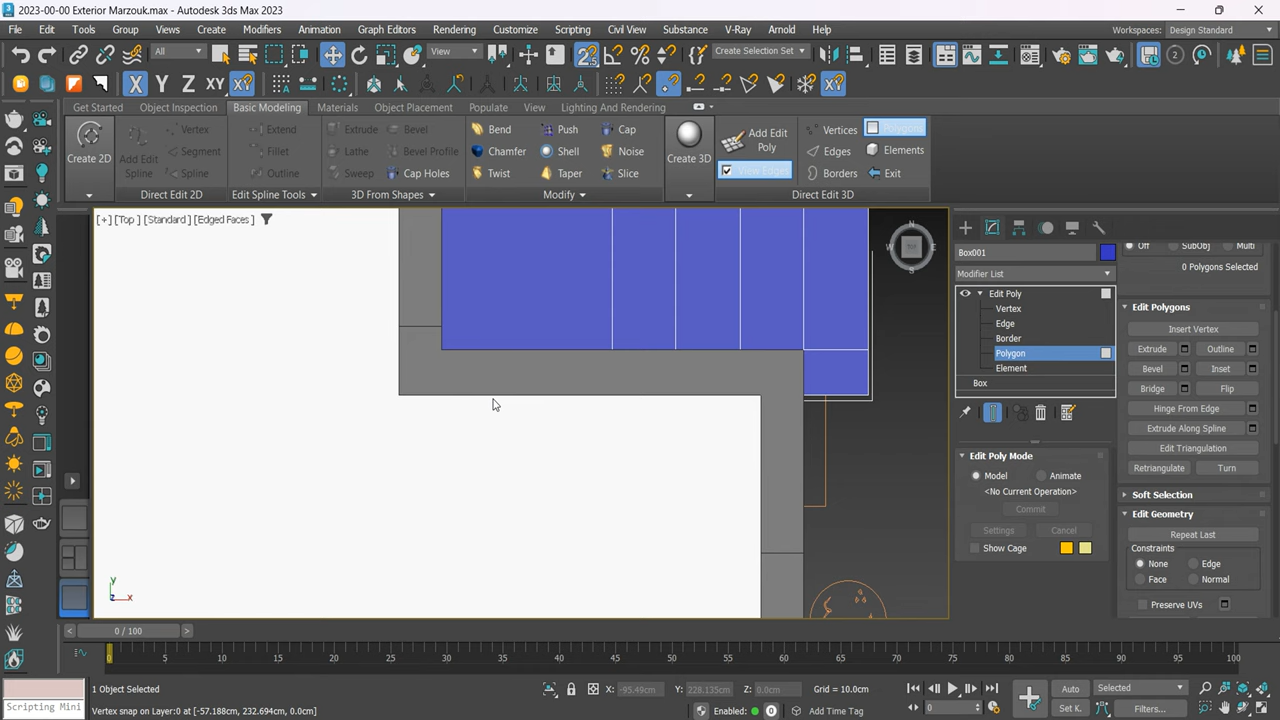 2023-00-00 Exterior Marzouk.max - Autodesk 3ds Max 2023
File Edit Tools Group Views Create Modifiers Animation Graph Editors Rendering Customize Scripting Civil View Substance V-Ray Arnold Help Workspaces: Design Standard
All View Create Selection Set
X Y Z XY
Get Started Object Inspection Basic Modeling Materials Object Placement Populate View Lighting And Rendering
Create 2D Add Edit Spline Vertex Segment Spline Extend Fillet Outline Extrude Lathe Sweep Bevel Bevel Profile Cap Holes Bend Chamfer Twist Push Shell Taper Cap Noise Slice Create 3D Add Edit Poly View Edges Vertices Edges Borders Polygons Elements Exit
Direct Edit 2D Edit Spline Tools 3D From Shapes Modify Direct Edit 3D
[+] [Top ] [Standard ] [Edged Faces ]
N
W TOP E
S
Box001
Modifier List
Edit Poly
Vertex
Edge
Border
Polygon
Element
Box
Edit Poly Mode
Model Animate
<No Current Operation>
Commit
Settings Cancel
Show Cage
Off SubObj Multi
0 Polygons Selected
Edit Polygons
Insert Vertex
Extrude Outline
Bevel Inset
Bridge Flip
Hinge From Edge
Extrude Along Spline
Edit Triangulation
Retriangulate Turn
Soft Selection
Edit Geometry
Repeat Last
Constraints
None Edge
Face Normal
Preserve UVs
y
z x
< 0 / 100 >
0 5 10 15 20 25 30 35 40 45 50 55 60 65 70 75 80 85 90 95 100
1 Object Selected X: -95.49cm Y: 228.135cm Z: 0.0cm Grid = 10.0cm Auto Selected
Scripting Mini Vertex snap on Layer:0 at [-57.188cm, 232.694cm, 0.0cm] Enabled: 0 Add Time Tag 0 Set K. Filters...